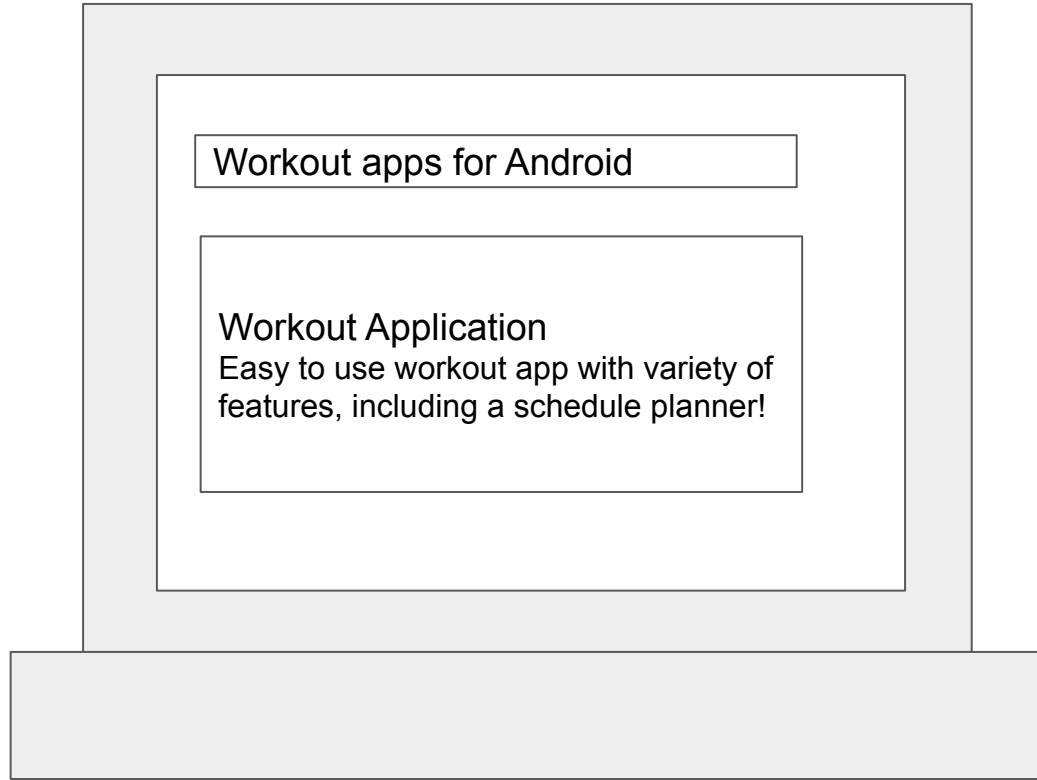 Workout apps for Android
Workout Application
Easy to use workout app with variety of
features, including a schedule planner!